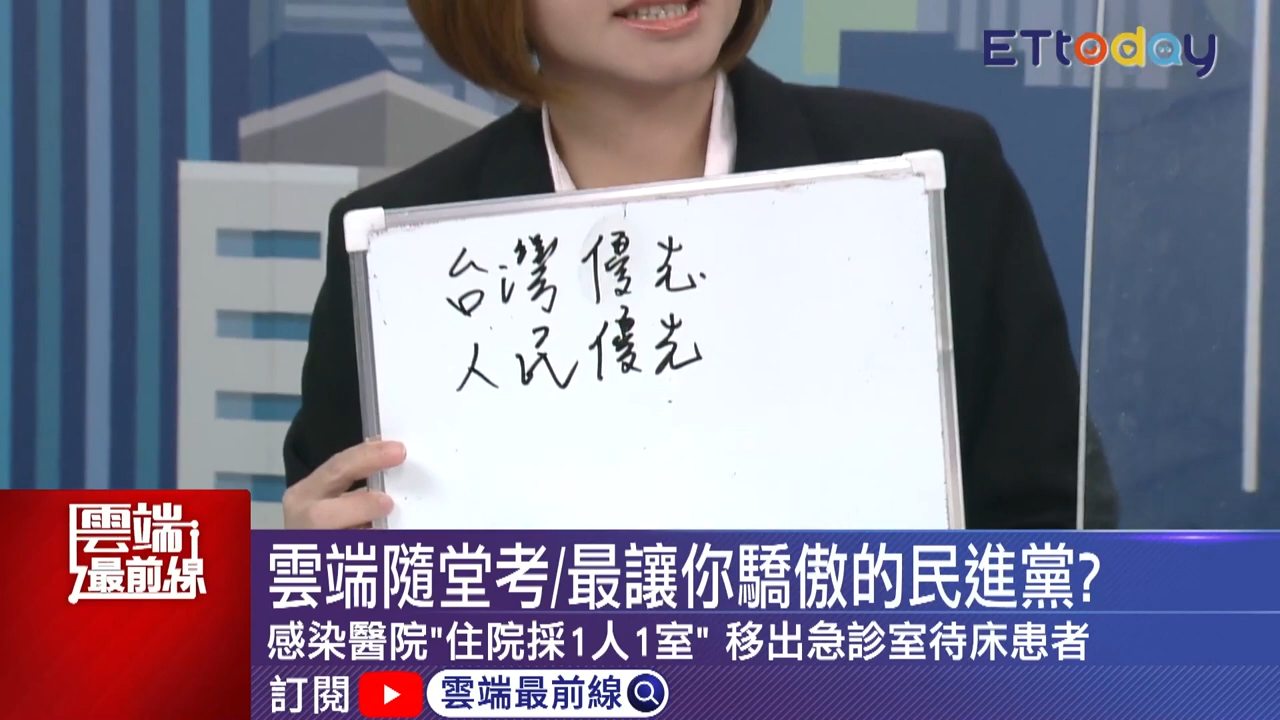 ETtoday
台灣優先
人民優先
雲端最前線
雲端隨堂考/最讓你驕傲的民進黨?
感染醫院"住院採1人1室" 移出急診室待床患者
訂閱 雲端最前線